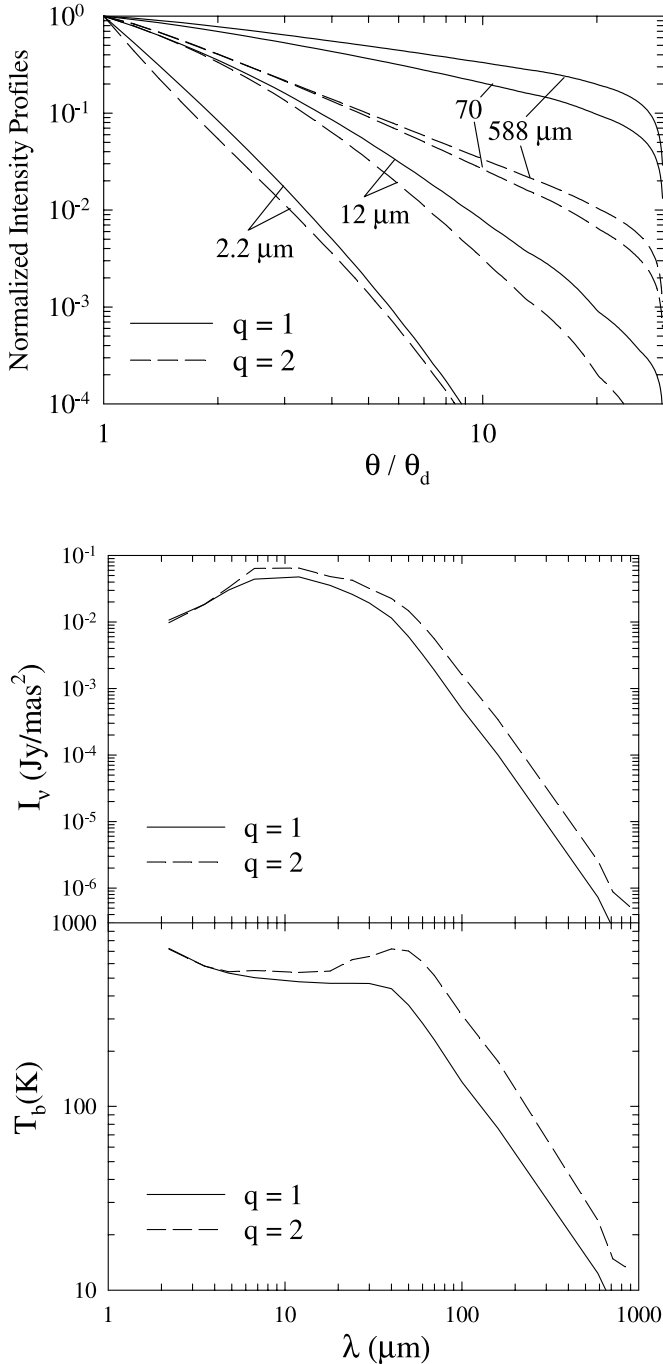 10^0
10^-1
10^-2
10^-3
10^-4
Normalized Intensity Profiles
70
588 μm
12 μm
2.2 μm
q = 1
q = 2
1
10
θ / θ_d
10^-1
10^-2
10^-3
10^-4
10^-5
10^-6
I_ν (Jy/mas^2)
q = 1
q = 2
1000
100
10
T_b(K)
q = 1
q = 2
1
10
100
1000
λ (μm)